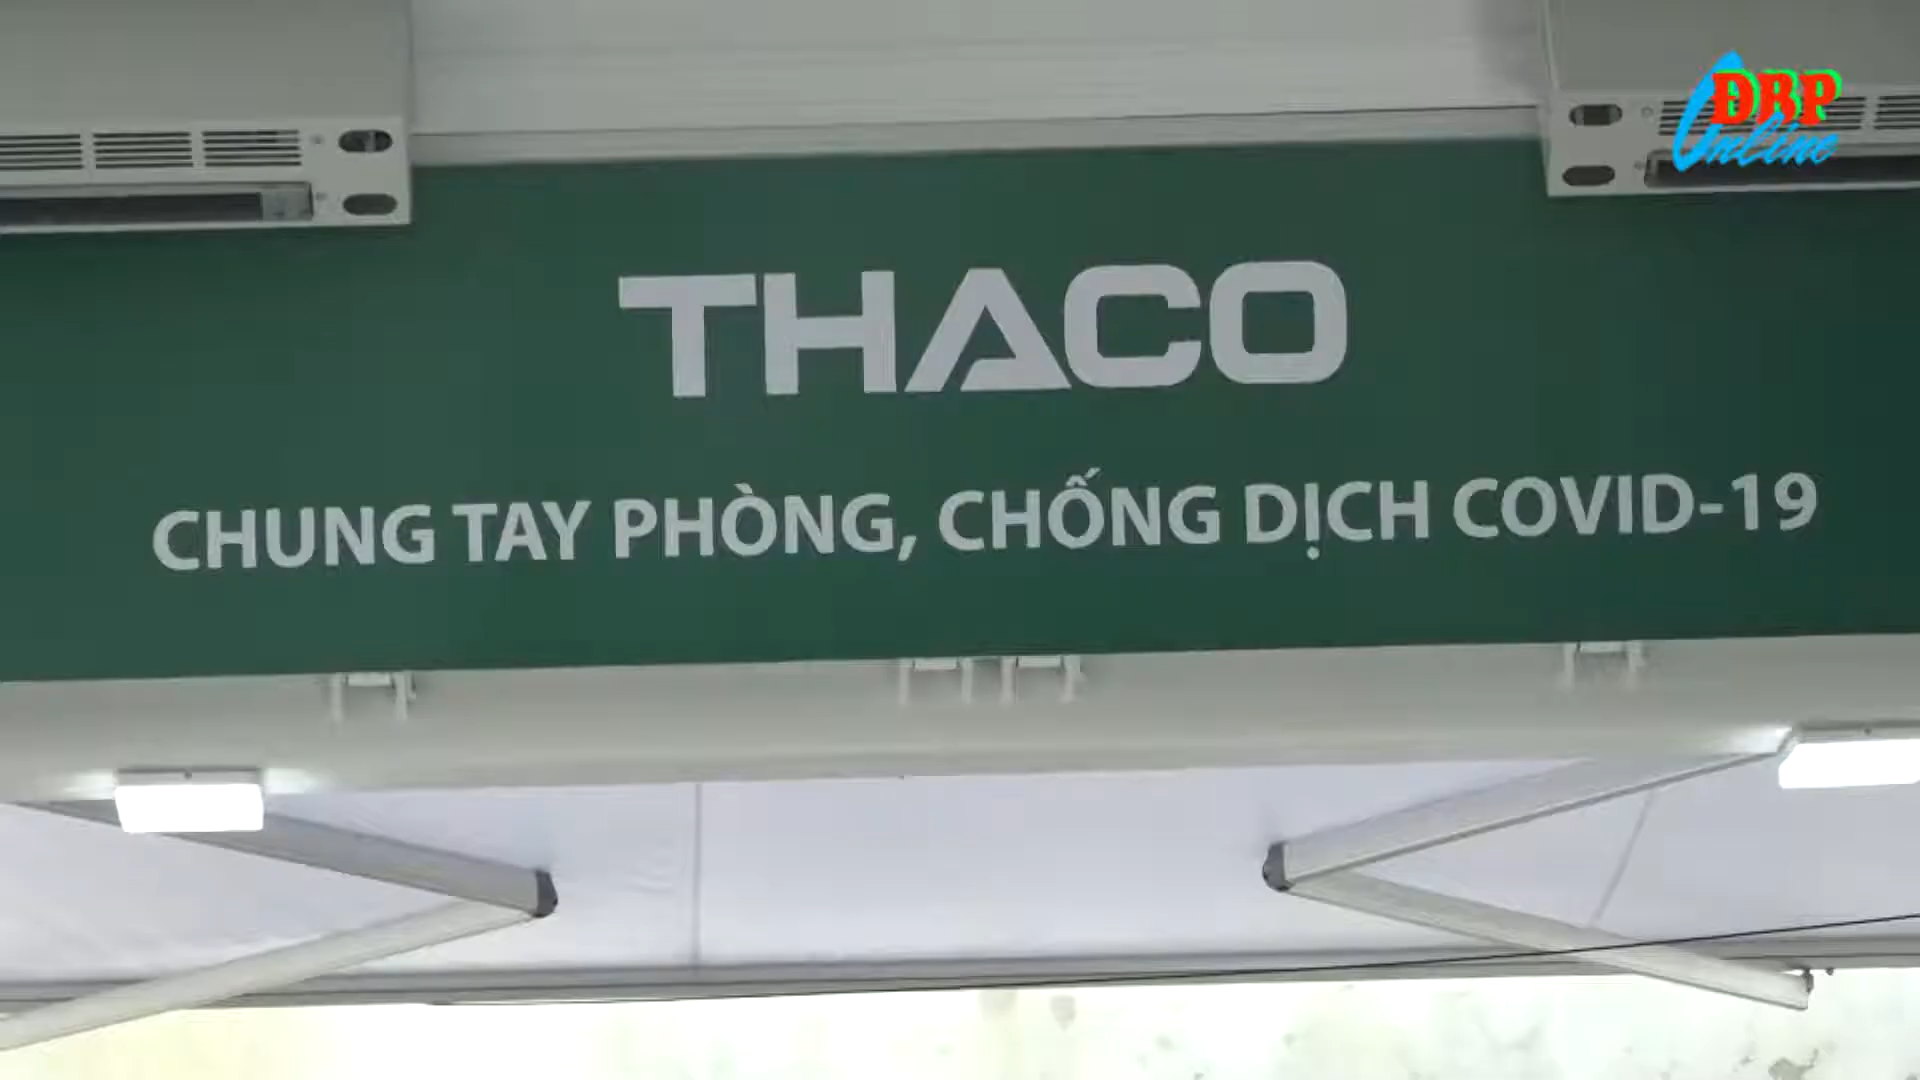 ĐBP
Online
THACO
CHUNG TAY PHÒNG, CHỐNG DỊCH COVID-19